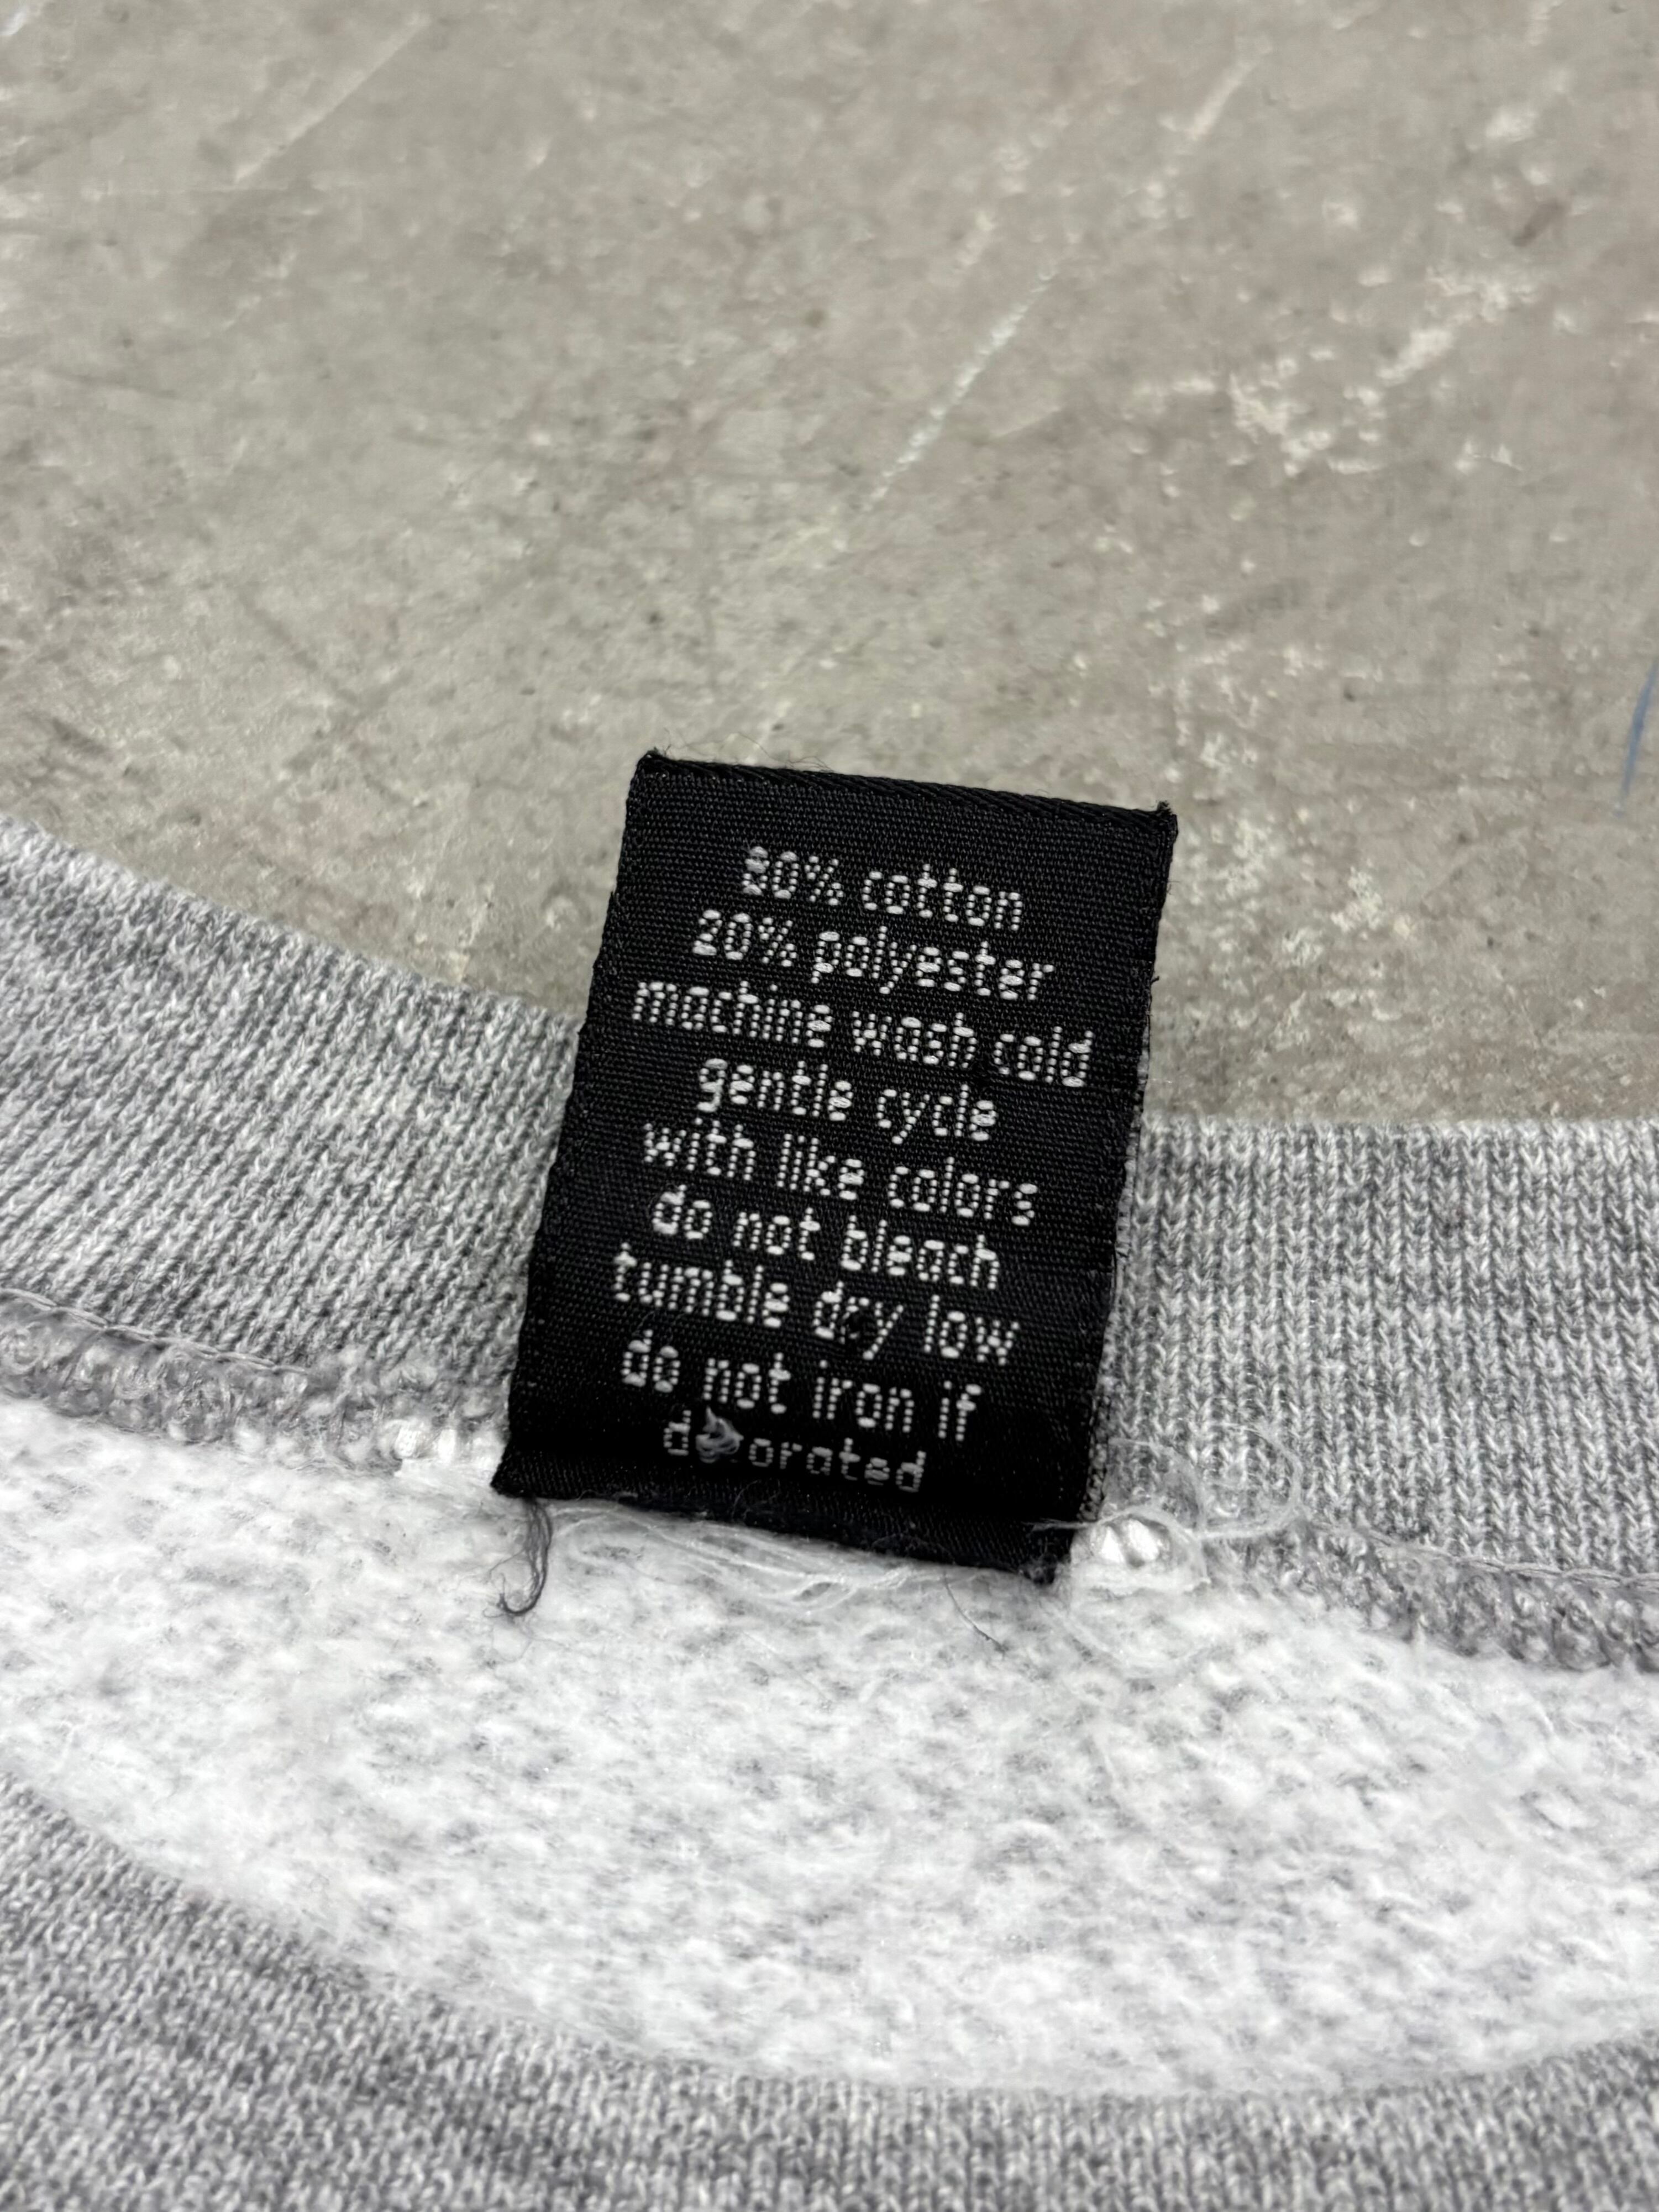 80% cotton
20% polyester
machine wash cold
gentle cycle
with like colors
do not bleach
tumble dry low
do not iron if
decorated